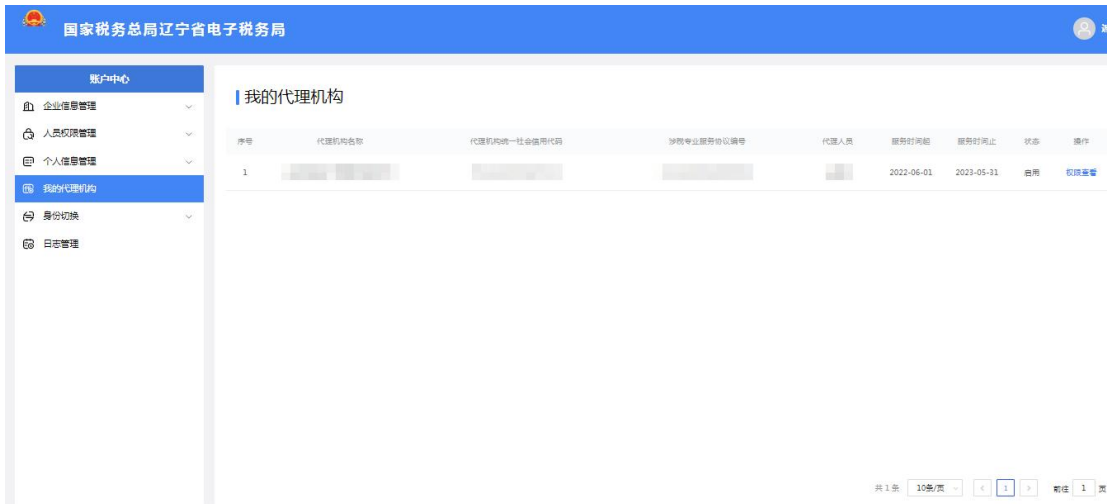 国家税务总局辽宁省电子税务局
账户中心
企业信息管理
人员权限管理
个人信息管理
我的代理机构
身份切换
日志管理
我的代理机构
序号 代理机构名称 代理机构统一社会信用代码 涉税专业服务协议编号 代理人员 服务时间起 服务时间止 状态 操作
1 2022-06-01 2023-05-31 启用 权限查看
共1条 10条/页 1 前往 1 页